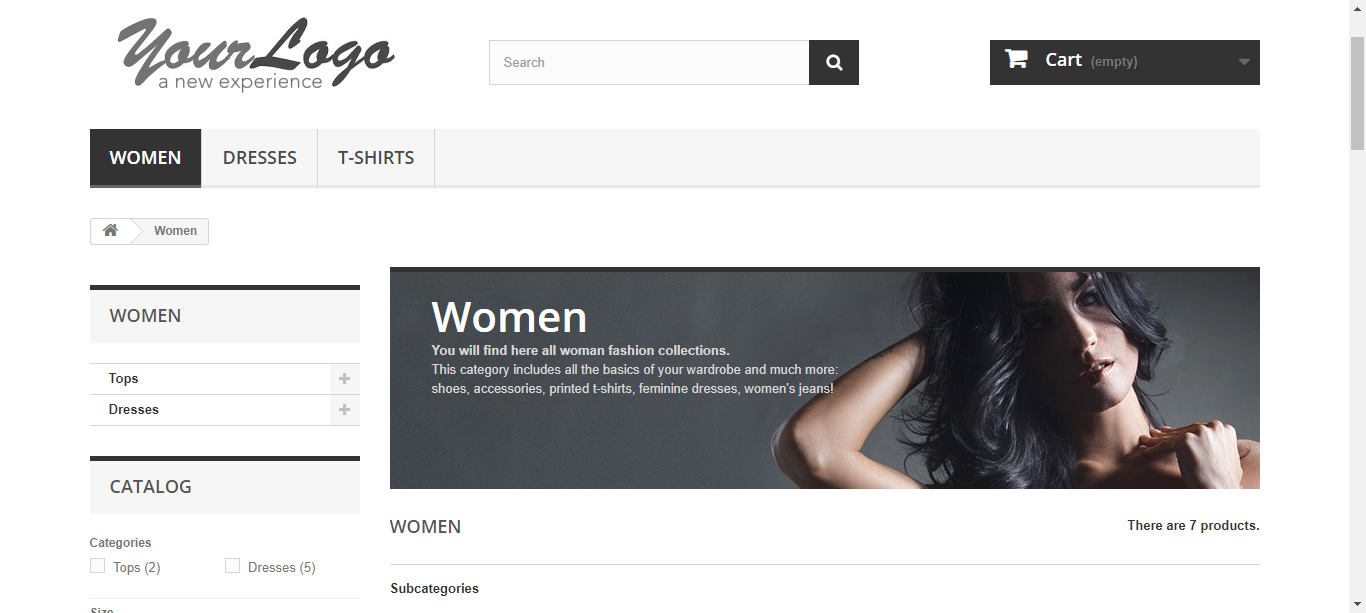 YourLogo
a new experience
Search
Cart (empty)
WOMEN DRESSES T-SHIRTS
Women
WOMEN
Tops
Dresses
CATALOG
Categories
Tops (2) Dresses (5)
Size
Women
You will find here all woman fashion collections.
This category includes all the basics of your wardrobe and much more:
shoes, accessories, printed t-shirts, feminine dresses, women's jeans!
WOMEN
There are 7 products.
Subcategories